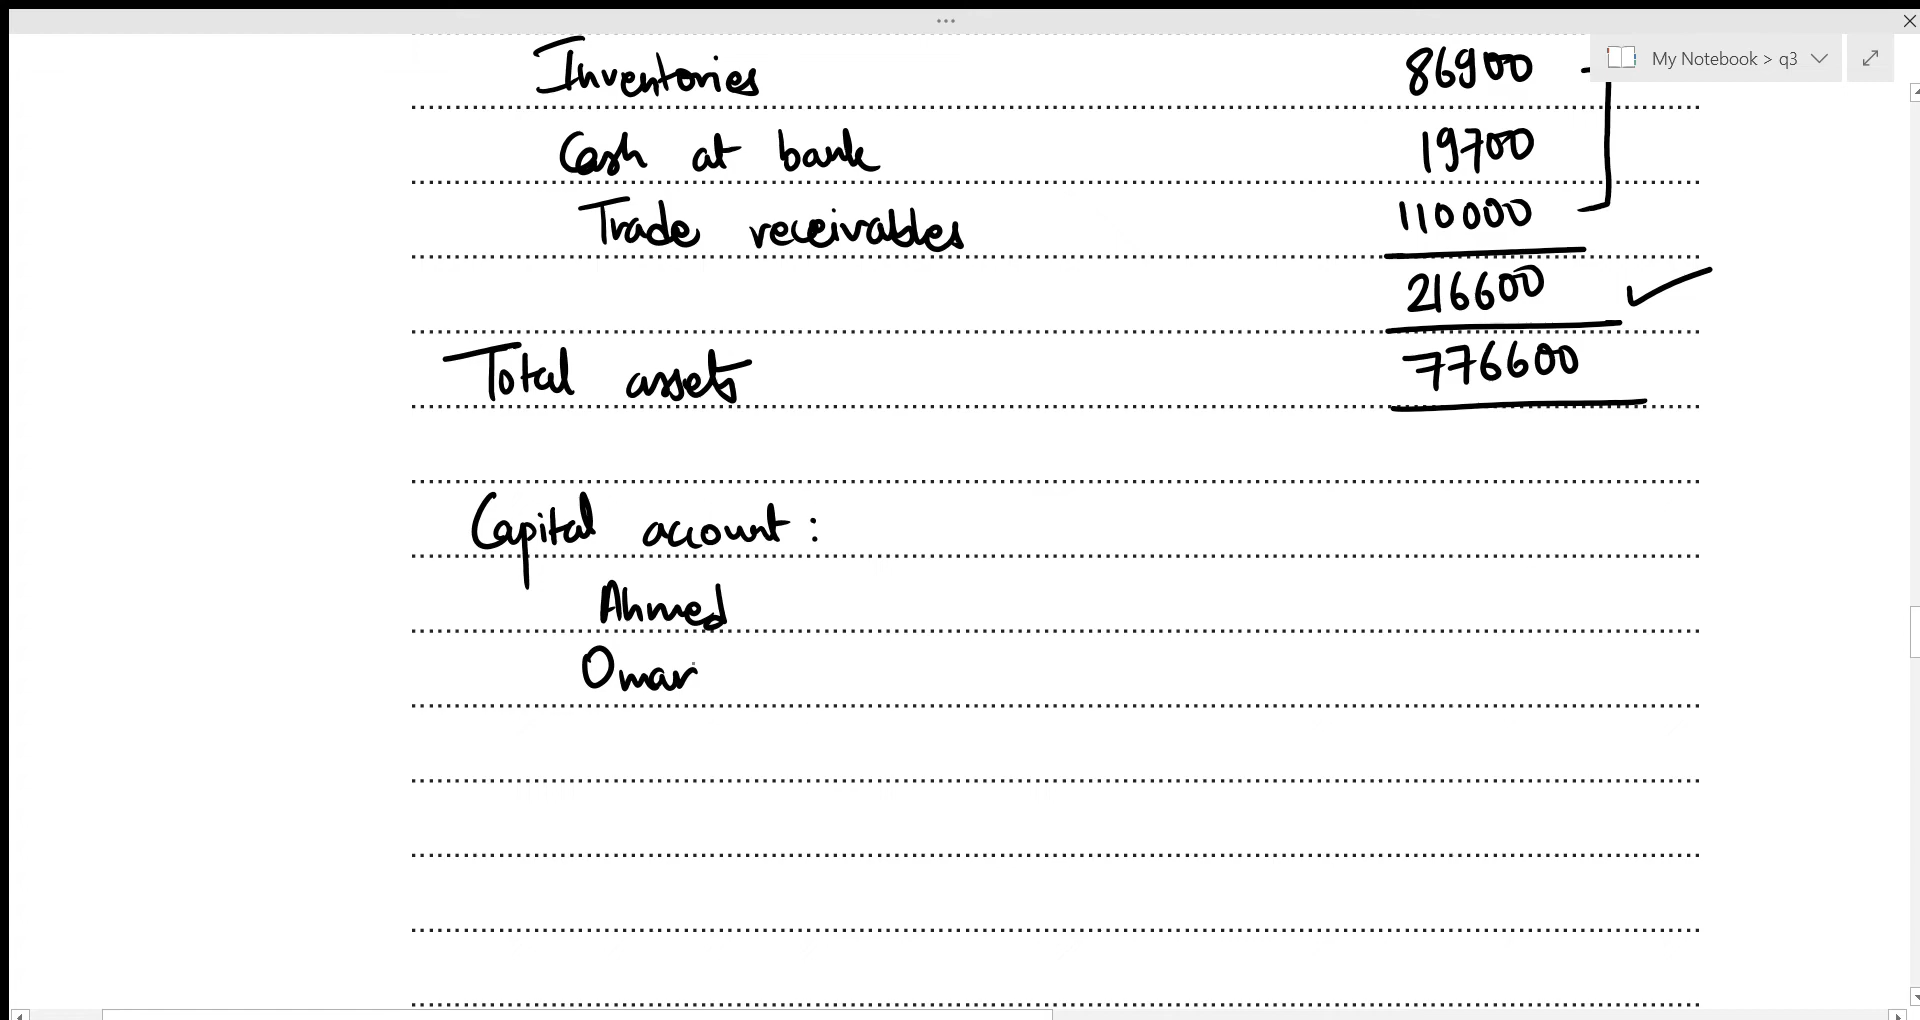 My Notebook > q3
Inventories 86900
Cash at bank 19700
Trade receivables 110000
216600
Total assets 776600
Capital account :
Ahmed
Omar